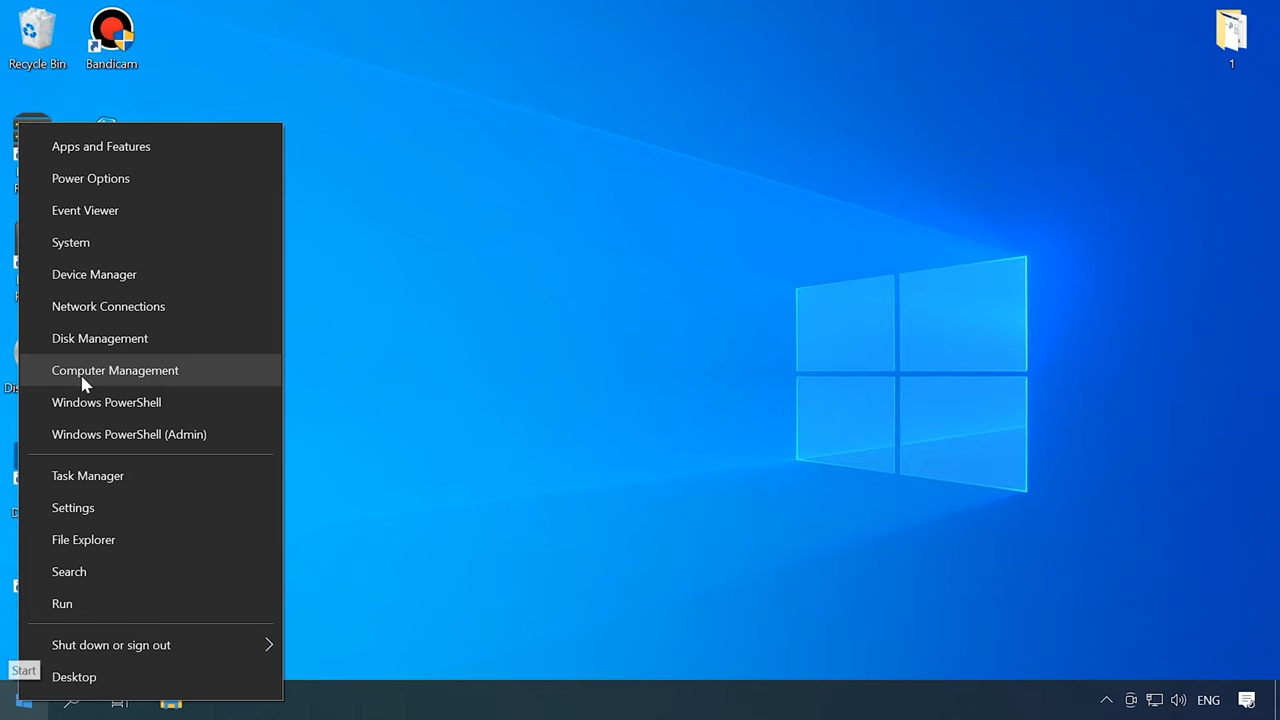 Recycle Bin
Bandicam
1
Apps and Features
Power Options
Event Viewer
System
Device Manager
Network Connections
Disk Management
Computer Management
Windows PowerShell
Windows PowerShell (Admin)
Task Manager
Settings
File Explorer
Search
Run
Shut down or sign out
Desktop
Start
ENG